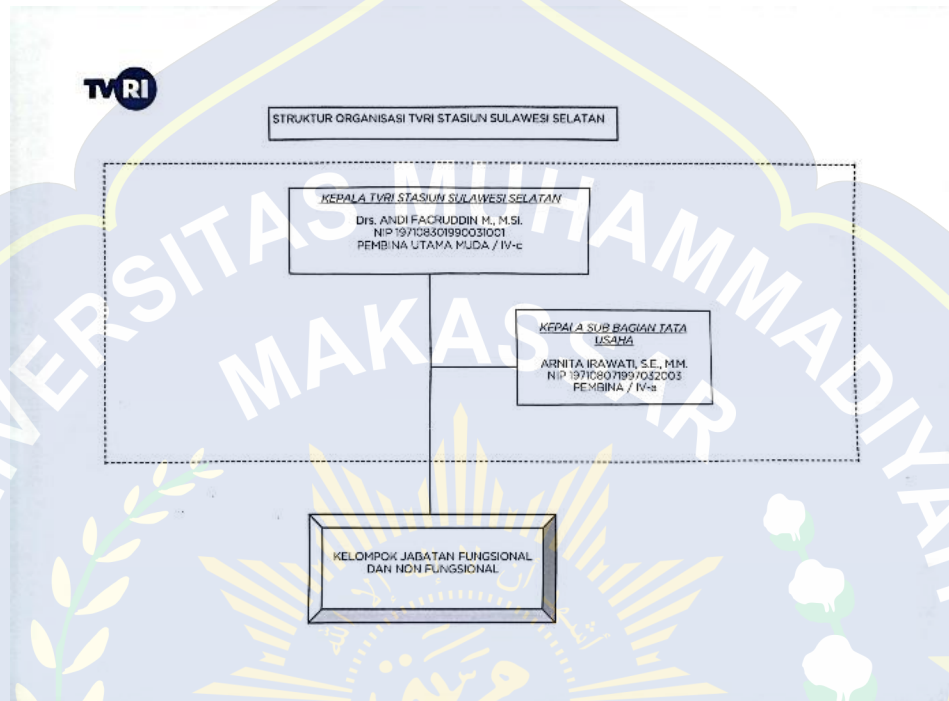 TVRI
STRUKTUR ORGANISASI TVRI STASIUN SULAWESI SELATAN
KEPALA TVRI STASIUN SULAWESI SELATAN
Drs. ANDI FACRUDDIN M., M.SI.
NIP 197108301990031001
PEMBINA UTAMA MUDA / IV-c
KEPALA SUB BAGIAN TATA
USAHA
ARNITA IRAWATI, S.E., M.M.
NIP 197108071997032003
PEMBINA / IV-a
KELOMPOK JABATAN FUNGSIONAL
DAN NON FUNGSIONAL
ERSITAS MUHAMMADIYA
MAKASSAR